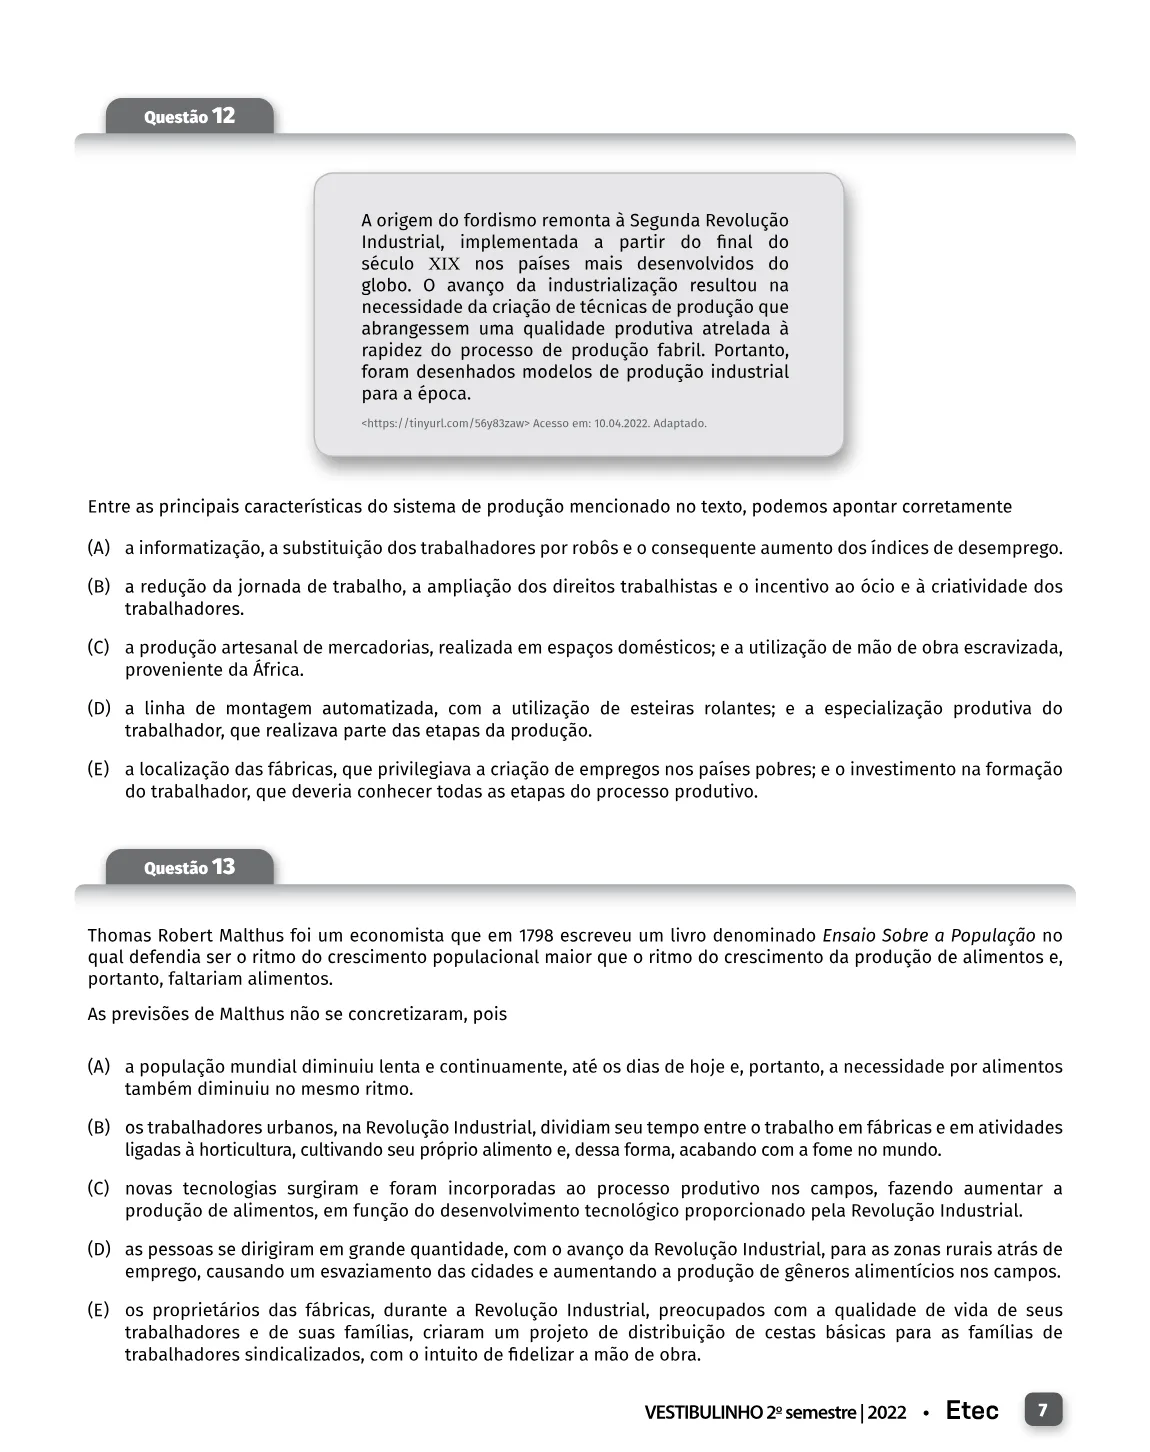 Questão 12
A origem do fordismo remonta à Segunda Revolução
Industrial, implementada a partir do final do
século XIX nos países mais desenvolvidos do
globo. O avanço da industrialização resultou na
necessidade da criação de técnicas de produção que
abrangessem uma qualidade produtiva atrelada à
rapidez do processo de produção fabril. Portanto,
foram desenhados modelos de produção industrial
para a época.
<https://tinyurl.com/56y83zaw> Acesso em: 10.04.2022. Adaptado.
Entre as principais características do sistema de produção mencionado no texto, podemos apontar corretamente
(A) a informatização, a substituição dos trabalhadores por robôs e o consequente aumento dos índices de desemprego.
(B) a redução da jornada de trabalho, a ampliação dos direitos trabalhistas e o incentivo ao ócio e à criatividade dos
trabalhadores.
(C) a produção artesanal de mercadorias, realizada em espaços domésticos; e a utilização de mão de obra escravizada,
proveniente da África.
(D) a linha de montagem automatizada, com a utilização de esteiras rolantes; e a especialização produtiva do
trabalhador, que realizava parte das etapas da produção.
(E) a localização das fábricas, que privilegiava a criação de empregos nos países pobres; e o investimento na formação
do trabalhador, que deveria conhecer todas as etapas do processo produtivo.
Questão 13
Thomas Robert Malthus foi um economista que em 1798 escreveu um livro denominado Ensaio Sobre a População no
qual defendia ser o ritmo do crescimento populacional maior que o ritmo do crescimento da produção de alimentos e,
portanto, faltariam alimentos.
As previsões de Malthus não se concretizaram, pois
(A) a população mundial diminuiu lenta e continuamente, até os dias de hoje e, portanto, a necessidade por alimentos
também diminuiu no mesmo ritmo.
(B) os trabalhadores urbanos, na Revolução Industrial, dividiam seu tempo entre o trabalho em fábricas e em atividades
ligadas à horticultura, cultivando seu próprio alimento e, dessa forma, acabando com a fome no mundo.
(C) novas tecnologias surgiram e foram incorporadas ao processo produtivo nos campos, fazendo aumentar a
produção de alimentos, em função do desenvolvimento tecnológico proporcionado pela Revolução Industrial.
(D) as pessoas se dirigiram em grande quantidade, com o avanço da Revolução Industrial, para as zonas rurais atrás de
emprego, causando um esvaziamento das cidades e aumentando a produção de gêneros alimentícios nos campos.
(E) os proprietários das fábricas, durante a Revolução Industrial, preocupados com a qualidade de vida de seus
trabalhadores e de suas famílias, criaram um projeto de distribuição de cestas básicas para as famílias de
trabalhadores sindicalizados, com o intuito de fidelizar a mão de obra.
VESTIBULINHO 2º semestre | 2022 • Etec 7